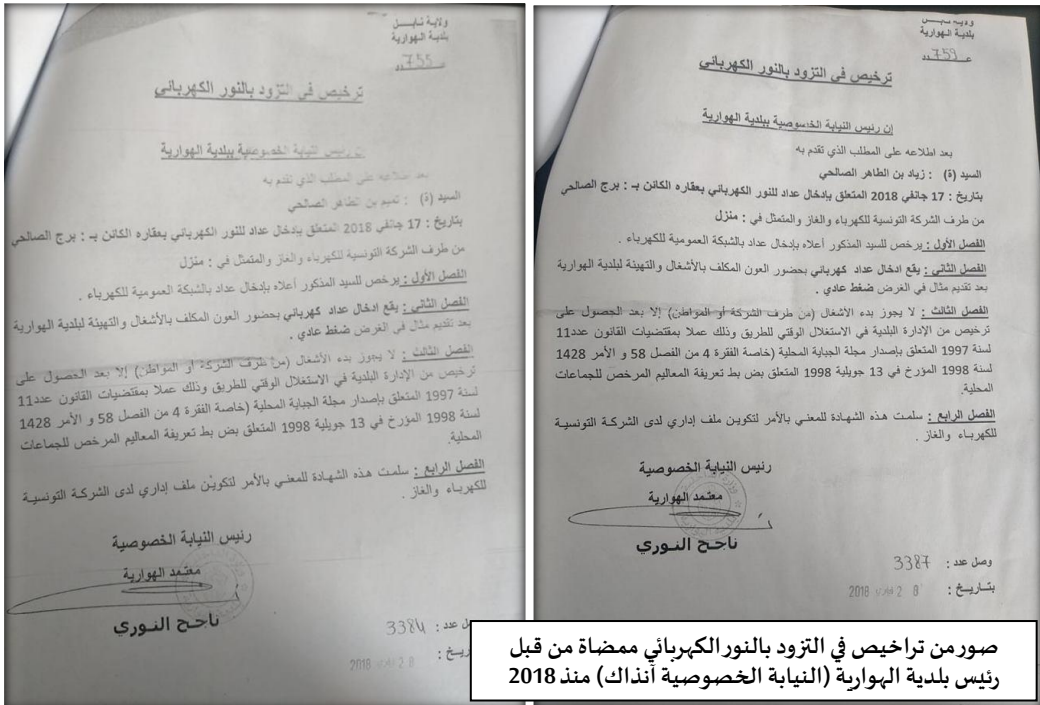 ولاية نابل
بلدية الهوارية
عـ 755 ـدد
ترخيص في التزود بالنور الكهربائي
إن رئيس النيابة الخصوصية ببلدية الهوارية
بعد اطلاعه على المطلب الذي تقدم به
السيد (ة) : تميم بن الطاهر الصالحي
بتاريخ : 17 جانفي 2018 المتعلق بإدخال عداد للنور الكهربائي بعقاره الكائن بـ : برج الصالحي
من طرف الشركة التونسية للكهرباء والغاز والمتمثل في : منزل
الفصل الأول : يرخص للسيد المذكور أعلاه بإدخال عداد بالشبكة العمومية للكهرباء .
الفصل الثاني : يقع ادخال عداد كهربائي بحضور العون المكلف بالأشغال والتهيئة لبلدية الهوارية
بعد تقديم مثال في الغرض ضغط عادي .
الفصل الثالث : لا يجوز بدء الأشغال (من طرف الشركة أو المواطن) إلا بعد الحصول على
ترخيص من الإدارة البلدية في الاستغلال الوقتي للطريق وذلك عملا بمقتضيات القانون عدد11
لسنة 1997 المتعلق بإصدار مجلة الجباية المحلية (خاصة الفقرة 4 من الفصل 58 و الأمر 1428
لسنة 1998 المؤرخ في 13 جويلية 1998 المتعلق بض بط تعريفة المعاليم المرخص للجماعات
المحلية.
الفصل الرابع : سلمت هذه الشهادة للمعني بالأمر لتكوين ملف إداري لدى الشركة التونسية
للكهرباء والغاز .
رئيس النيابة الخصوصية
معتمد الهوارية
ناجح النوري
وصل عدد : 3384
بتاريخ : 28 2018
ولاية نابل
بلدية الهوارية
عـ 759 ـدد
ترخيص في التزود بالنور الكهربائي
إن رئيس النيابة الخصوصية ببلدية الهوارية
بعد اطلاعه على المطلب الذي تقدم به
السيد (ة) : زياد بن الطاهر الصالحي
بتاريخ : 17 جانفي 2018 المتعلق بإدخال عداد للنور الكهربائي بعقاره الكائن بـ : برج الصالحي
من طرف الشركة التونسية للكهرباء والغاز والمتمثل في : منزل
الفصل الأول : يرخص للسيد المذكور أعلاه بإدخال عداد بالشبكة العمومية للكهرباء .
الفصل الثاني : يقع ادخال عداد كهربائي بحضور العون المكلف بالأشغال والتهيئة لبلدية الهوارية
بعد تقديم مثال في الغرض ضغط عادي .
الفصل الثالث : لا يجوز بدء الأشغال (من طرف الشركة أو المواطن) إلا بعد الحصول على
ترخيص من الإدارة البلدية في الاستغلال الوقتي للطريق وذلك عملا بمقتضيات القانون عدد11
لسنة 1997 المتعلق بإصدار مجلة الجباية المحلية (خاصة الفقرة 4 من الفصل 58 و الأمر 1428
لسنة 1998 المؤرخ في 13 جويلية 1998 المتعلق بض بط تعريفة المعاليم المرخص للجماعات
المحلية.
الفصل الرابع : سلمت هذه الشهادة للمعني بالأمر لتكوين ملف إداري لدى الشركة التونسية
للكهرباء والغاز .
رئيس النيابة الخصوصية
معتمد الهوارية
ناجح النوري
وصل عدد : 3387
بتاريخ : 28 2018
صور من تراخيص في التزود بالنور الكهربائي ممضاة من قبل
رئيس بلدية الهوارية (النيابة الخصوصية آنذاك) منذ 2018